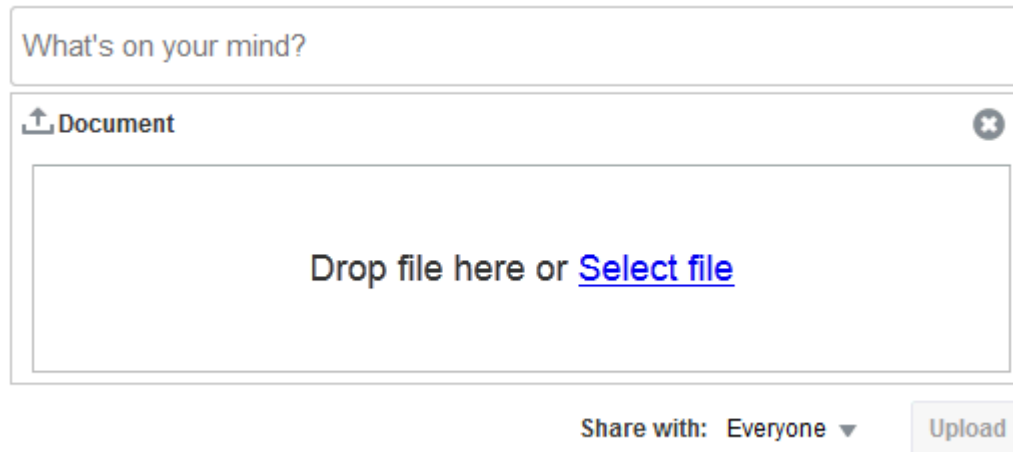 What's on your mind?
Document
Drop file here or Select file
Share with: Everyone
Upload